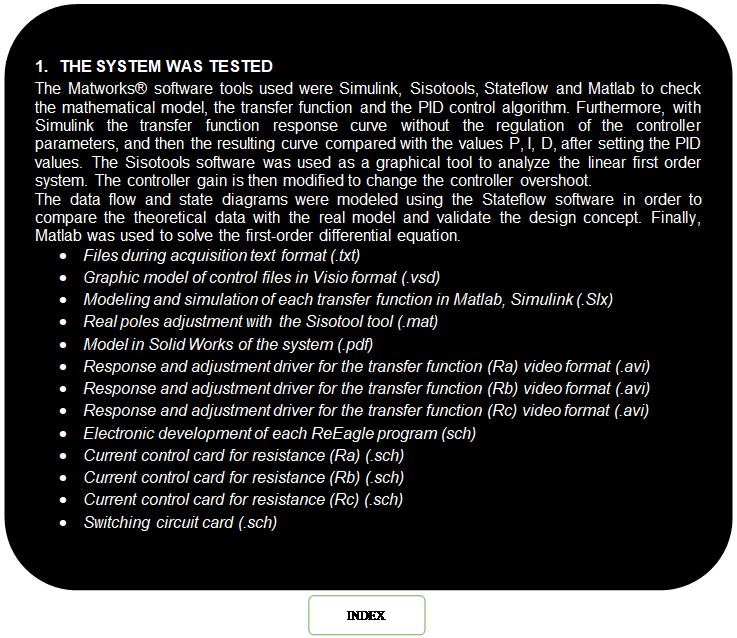 1. THE SYSTEM WAS TESTED
The Matworks® software tools used were Simulink, Sisotools, Stateflow and Matlab to check
the mathematical model, the transfer function and the PID control algorithm. Furthermore, with
Simulink the transfer function response curve without the regulation of the controller
parameters, and then the resulting curve compared with the values P, I, D, after setting the PID
values. The Sisotools software was used as a graphical tool to analyze the linear first order
system. The controller gain is then modified to change the controller overshoot.
The data flow and state diagrams were modeled using the Stateflow software in order to
compare the theoretical data with the real model and validate the design concept. Finally,
Matlab was used to solve the first-order differential equation.
• Files during acquisition text format (.txt)
• Graphic model of control files in Visio format (.vsd)
• Modeling and simulation of each transfer function in Matlab, Simulink (.Slx)
• Real poles adjustment with the Sisotool tool (.mat)
• Model in Solid Works of the system (.pdf)
• Response and adjustment driver for the transfer function (Ra) video format (.avi)
• Response and adjustment driver for the transfer function (Rb) video format (.avi)
• Response and adjustment driver for the transfer function (Rc) video format (.avi)
• Electronic development of each ReEagle program (sch)
• Current control card for resistance (Ra) (.sch)
• Current control card for resistance (Rb) (.sch)
• Current control card for resistance (Rc) (.sch)
• Switching circuit card (.sch)
INDEX